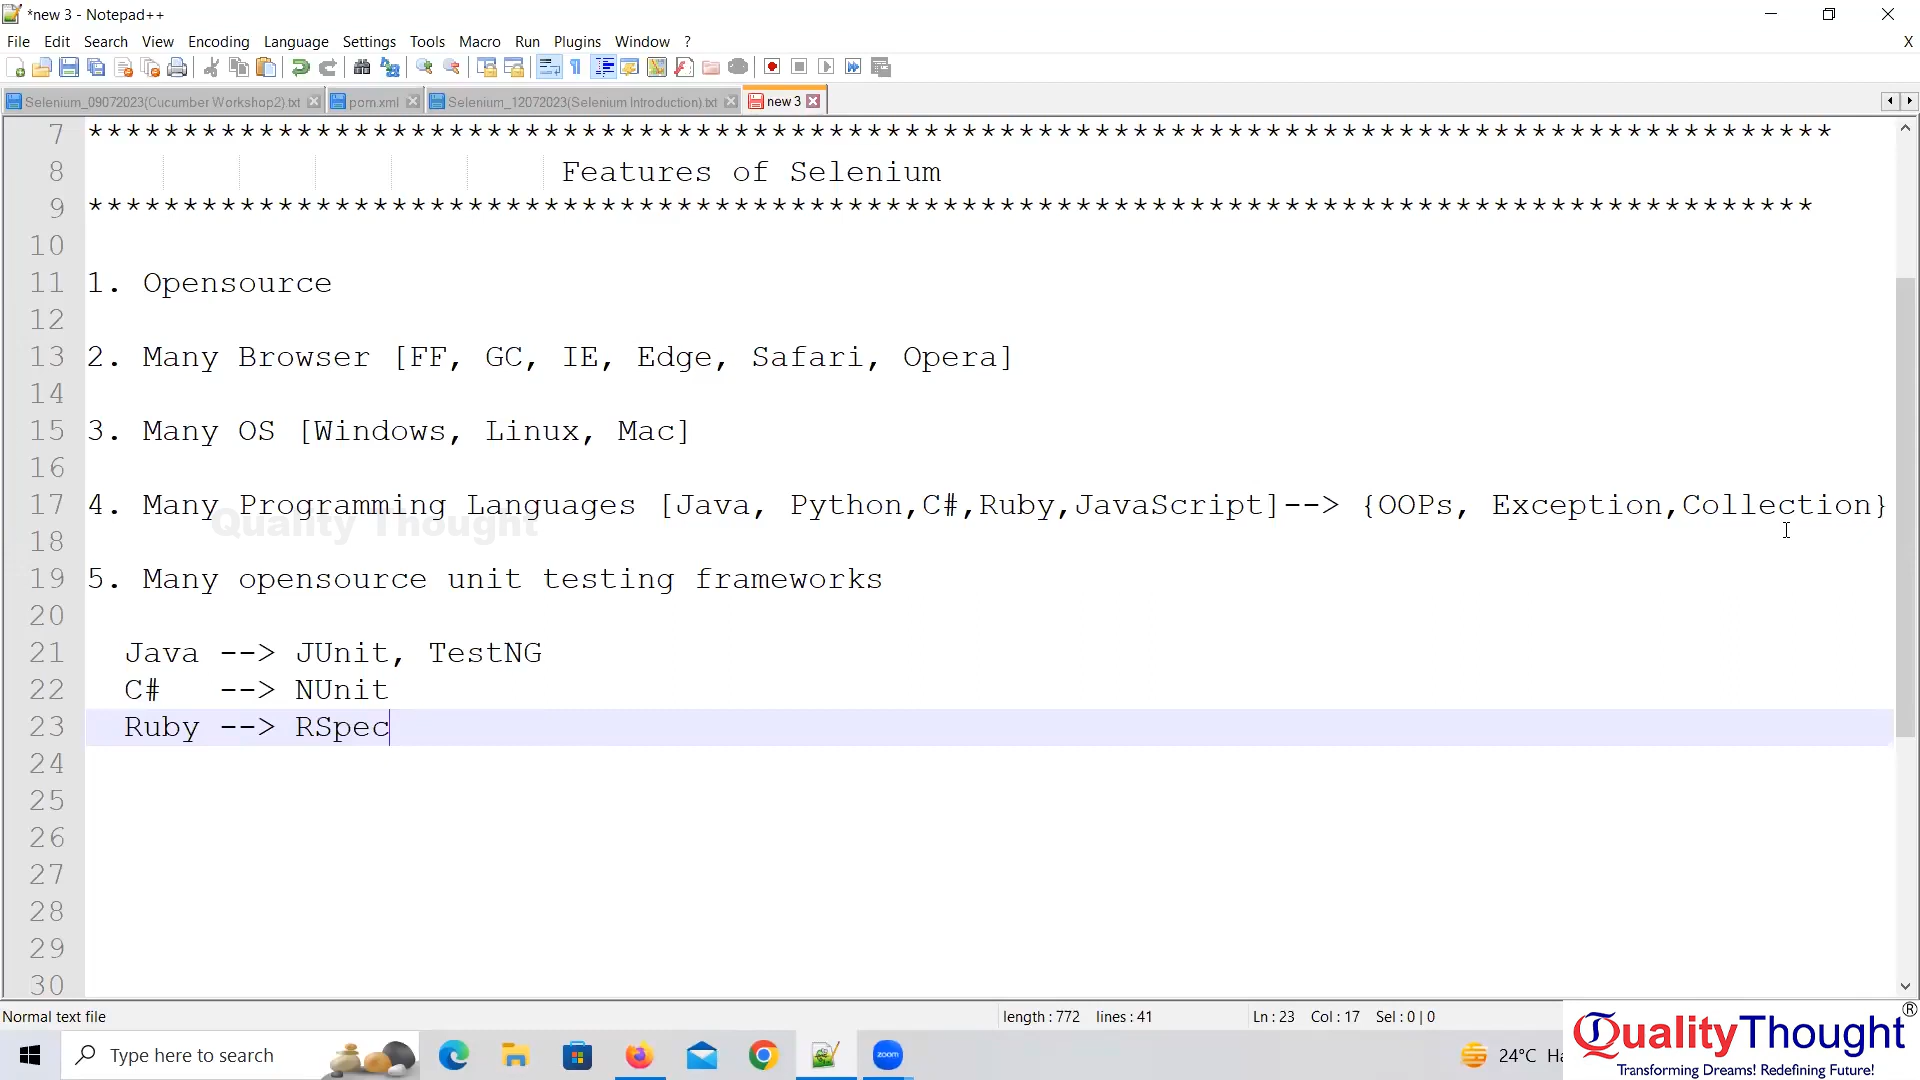 *new 3 - Notepad++
File Edit Search View Encoding Language Settings Tools Macro Run Plugins Window ? X
Selenium_09072023(Cucumber Workshop2).txt pom.xml Selenium_12072023(Selenium Introduction).txt new 3
7 ********************************************************************************************
8 Features of Selenium
9 *******************************************************************************************
10
11 1. Opensource
12
13 2. Many Browser [FF, GC, IE, Edge, Safari, Opera]
14
15 3. Many OS [Windows, Linux, Mac]
16
17 4. Many Programming Languages [Java, Python,C#,Ruby,JavaScript]--> {OOPs, Exception,Collection}
Quality Thought
18
19 5. Many opensource unit testing frameworks
20
21 Java --> JUnit, TestNG
22 C# --> NUnit
23 Ruby --> RSpec
24
25
26
27
28
29
30
Normal text file length : 772 lines : 41 Ln : 23 Col : 17 Sel : 0 | 0
Type here to search zoom 24°C
QualityThought ®
Transforming Dreams! Redefining Future!